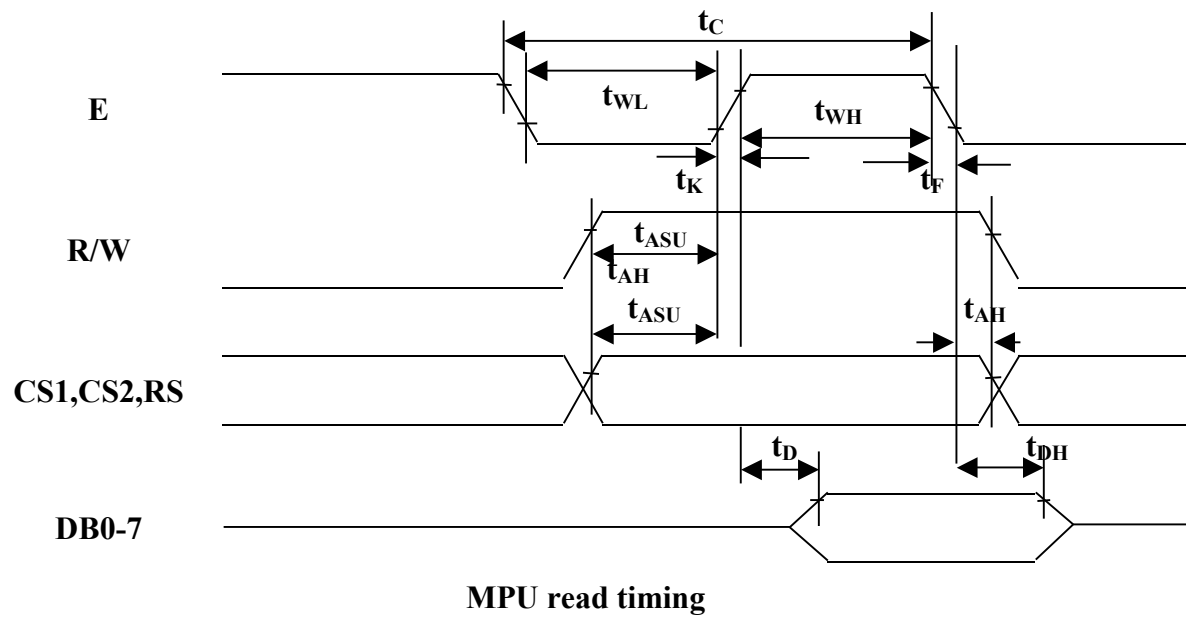 tC
E
tWL
tWH
tK
tF
R/W
tASU
tAH
tASU
tAH
CS1,CS2,RS
tD
tDH
DB0-7
MPU read timing